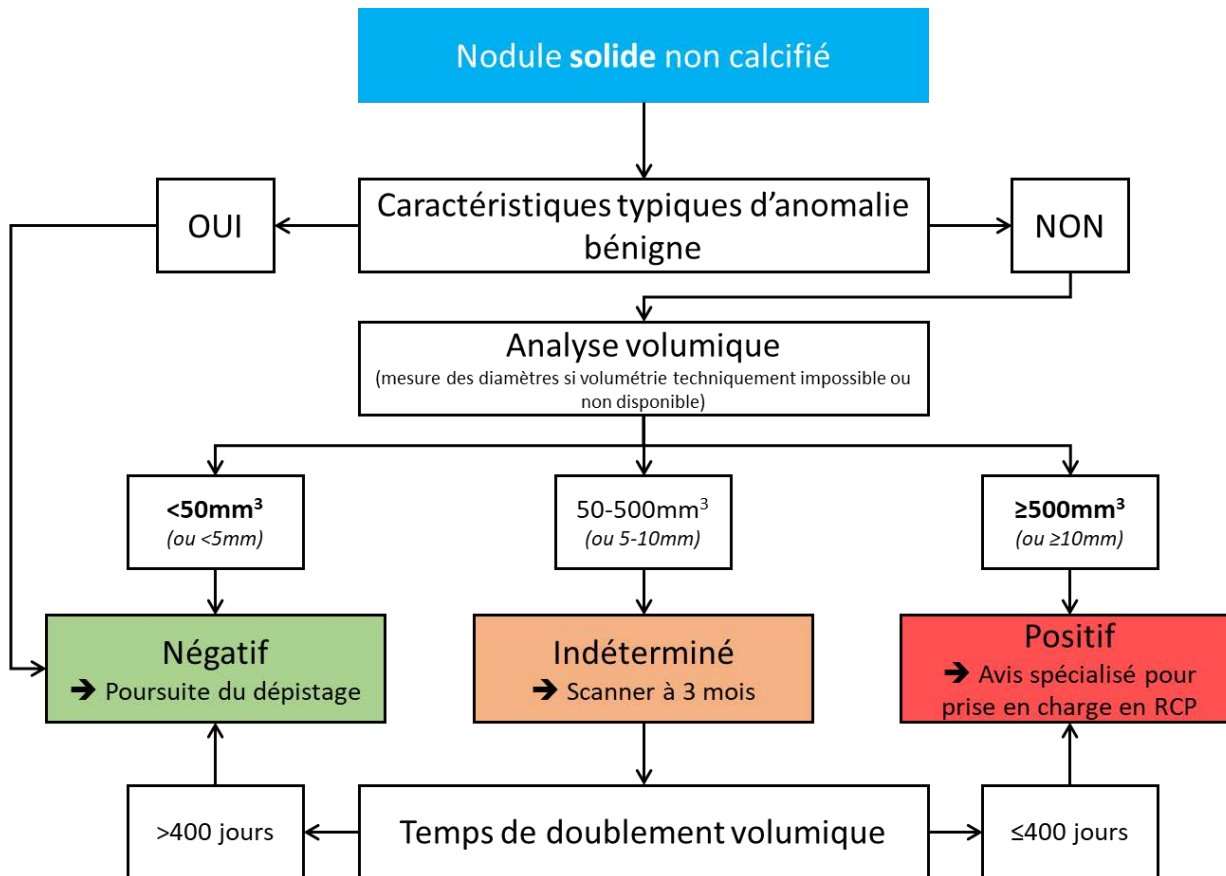 Nodule solide non calcifié
OUI
Caractéristiques typiques d’anomalie
bénigne
NON
Analyse volumique
(mesure des diamètres si volumétrie techniquement impossible ou
non disponible)
<50mm³
(ou <5mm)
50-500mm³
(ou 5-10mm)
≥500mm³
(ou ≥10mm)
Négatif
➔ Poursuite du dépistage
Indéterminé
➔ Scanner à 3 mois
Positif
➔ Avis spécialisé pour
prise en charge en RCP
>400 jours
Temps de doublement volumique
≤400 jours